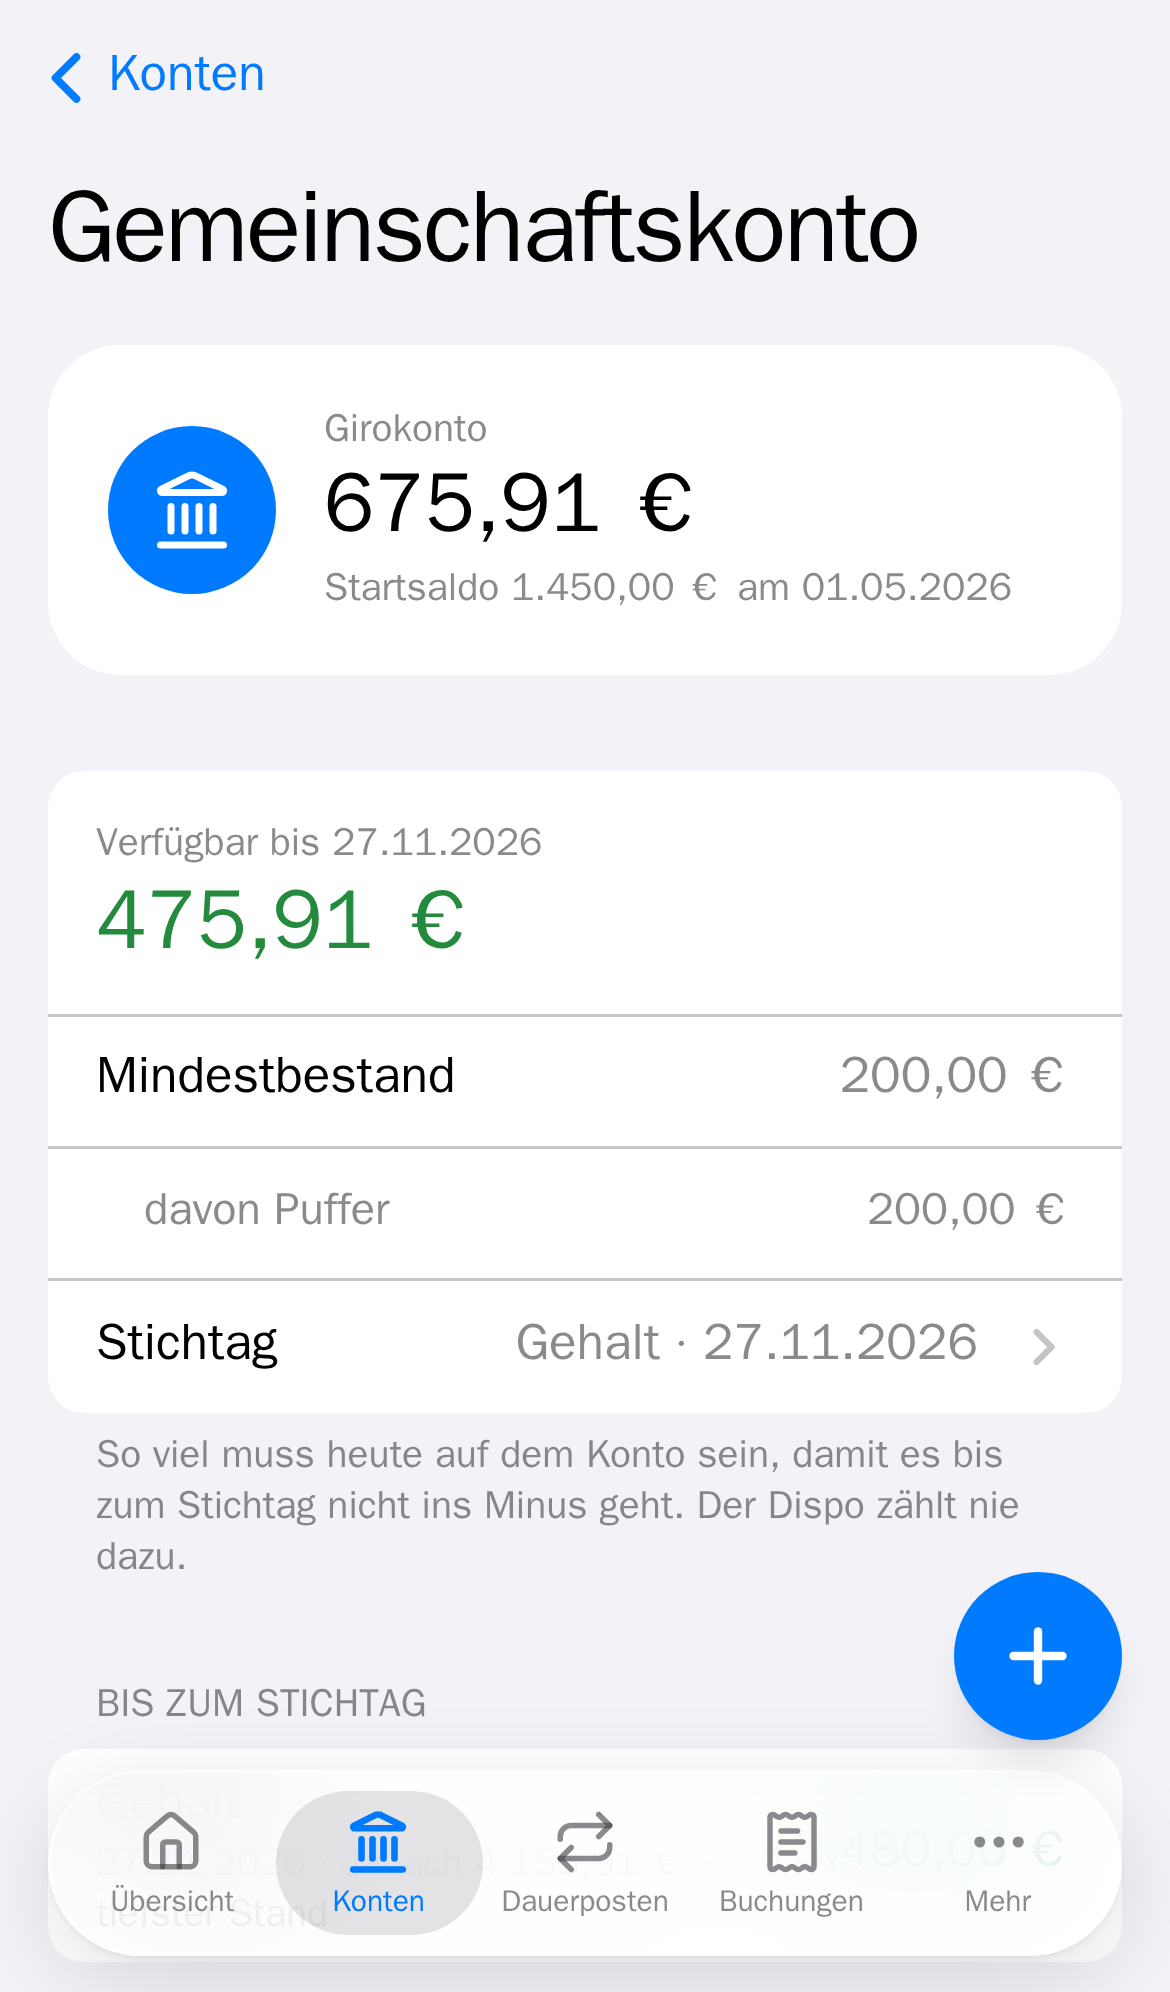 Konten
Gemeinschaftskonto
Girokonto
675,91 €
Startsaldo 1.450,00 € am 01.05.2026
Verfügbar bis 27.11.2026
475,91 €
Mindestbestand 200,00 €
davon Puffer 200,00 €
Stichtag Gehalt · 27.11.2026
So viel muss heute auf dem Konto sein, damit es bis
zum Stichtag nicht ins Minus geht. Der Dispo zählt nie
dazu.
BIS ZUM STICHTAG
Gehalt
tiefster Stand
Übersicht Konten Dauerposten Buchungen Mehr